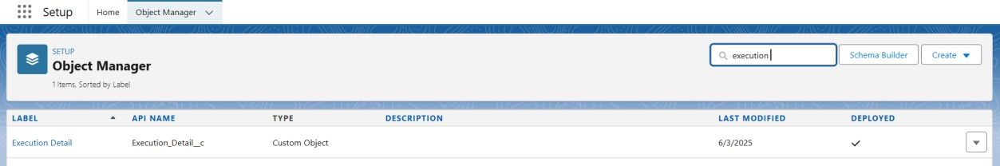 Setup Home Object Manager
SETUP
Object Manager
1 Items, Sorted by Label
execution
Schema Builder
Create
LABEL API NAME TYPE DESCRIPTION LAST MODIFIED DEPLOYED
Execution Detail Execution_Detail__c Custom Object 6/3/2025